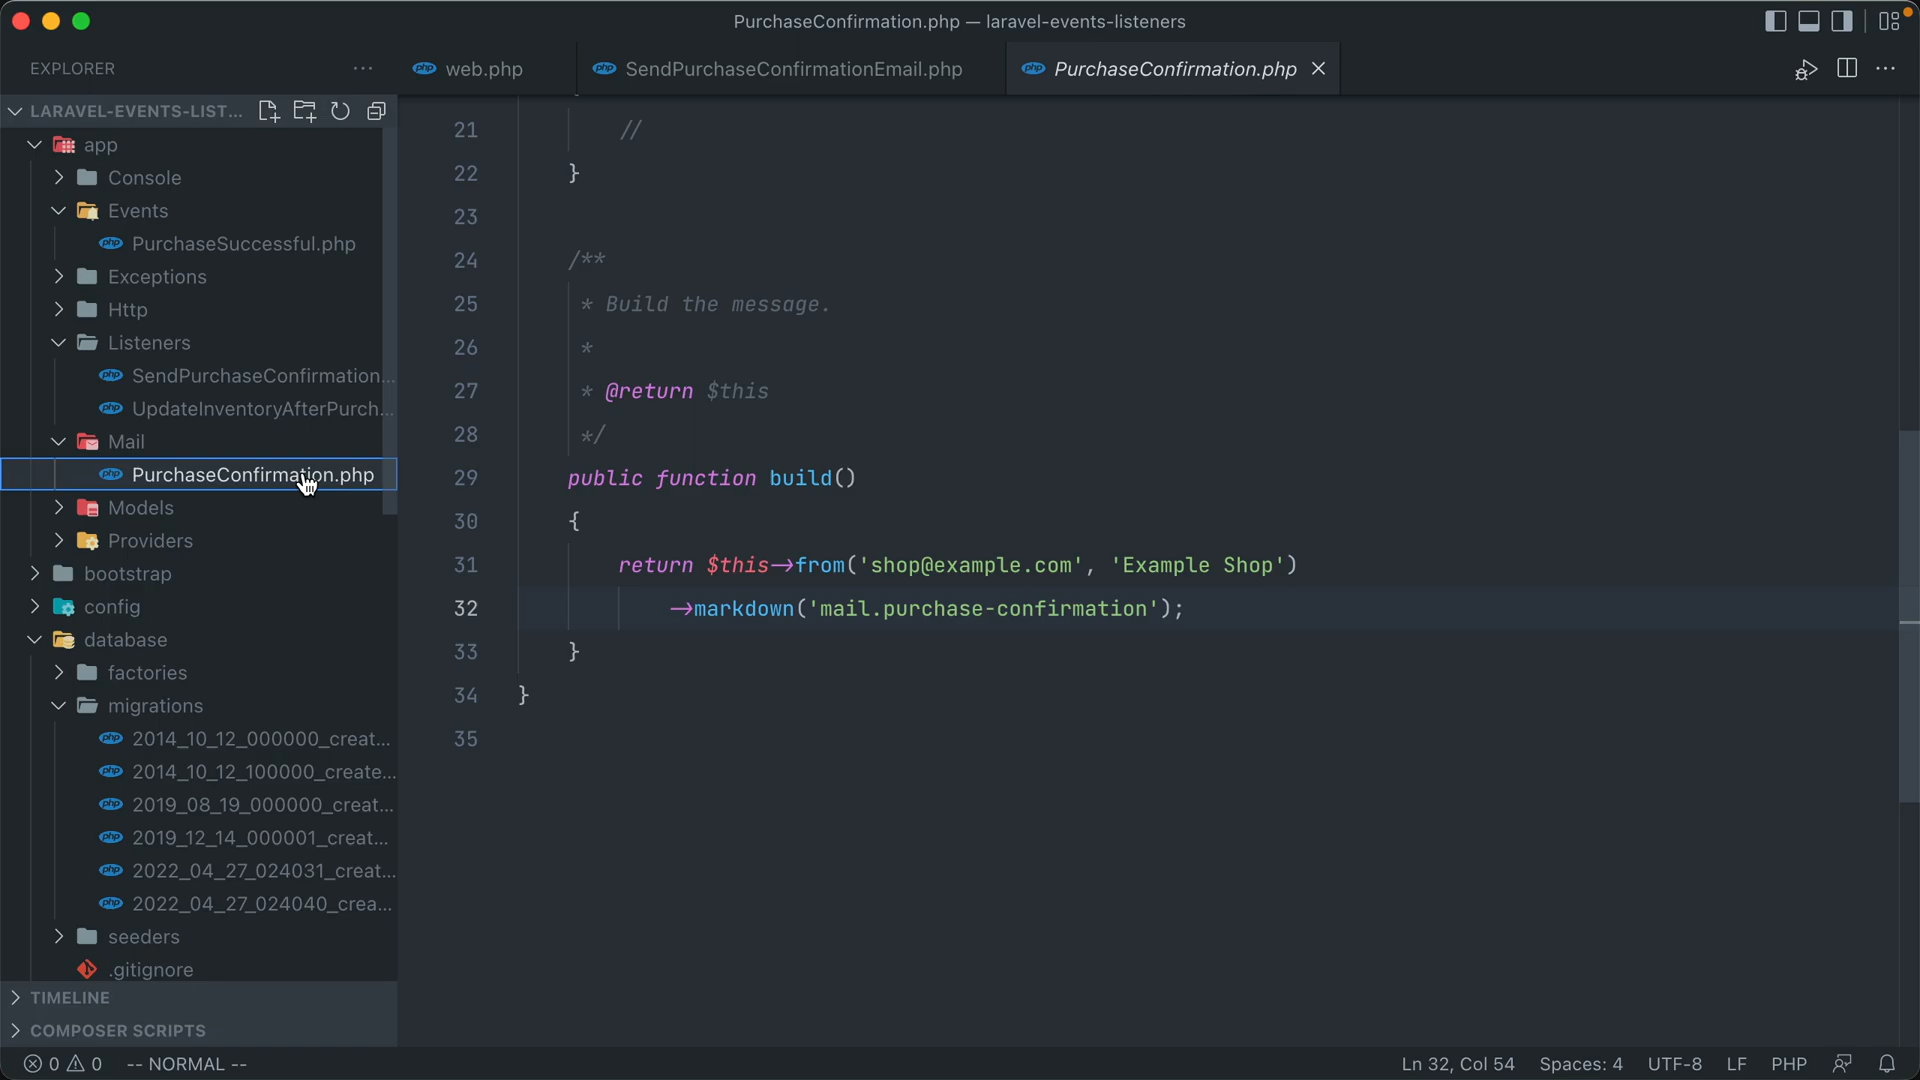 PurchaseConfirmation.php — laravel-events-listeners
EXPLORER
web.php
SendPurchaseConfirmationEmail.php
PurchaseConfirmation.php
LARAVEL-EVENTS-LIST...
app
Console
Events
PurchaseSuccessful.php
Exceptions
Http
Listeners
SendPurchaseConfirmation...
UpdateInventoryAfterPurch...
Mail
PurchaseConfirmation.php
Models
Providers
bootstrap
config
database
factories
migrations
2014_10_12_000000_creat...
2014_10_12_100000_create...
2019_08_19_000000_creat...
2019_12_14_000001_creat...
2022_04_27_024031_creat...
2022_04_27_024040_crea...
seeders
.gitignore
TIMELINE
COMPOSER SCRIPTS
21 //
22 }
23
24 /**
25 * Build the message.
26 *
27 * @return $this
28 */
29 public function build()
30 {
31 return $this->from('shop@example.com', 'Example Shop')
32 ->markdown('mail.purchase-confirmation');
33 }
34 }
35
0 0 -- NORMAL --
Ln 32, Col 54 Spaces: 4 UTF-8 LF PHP